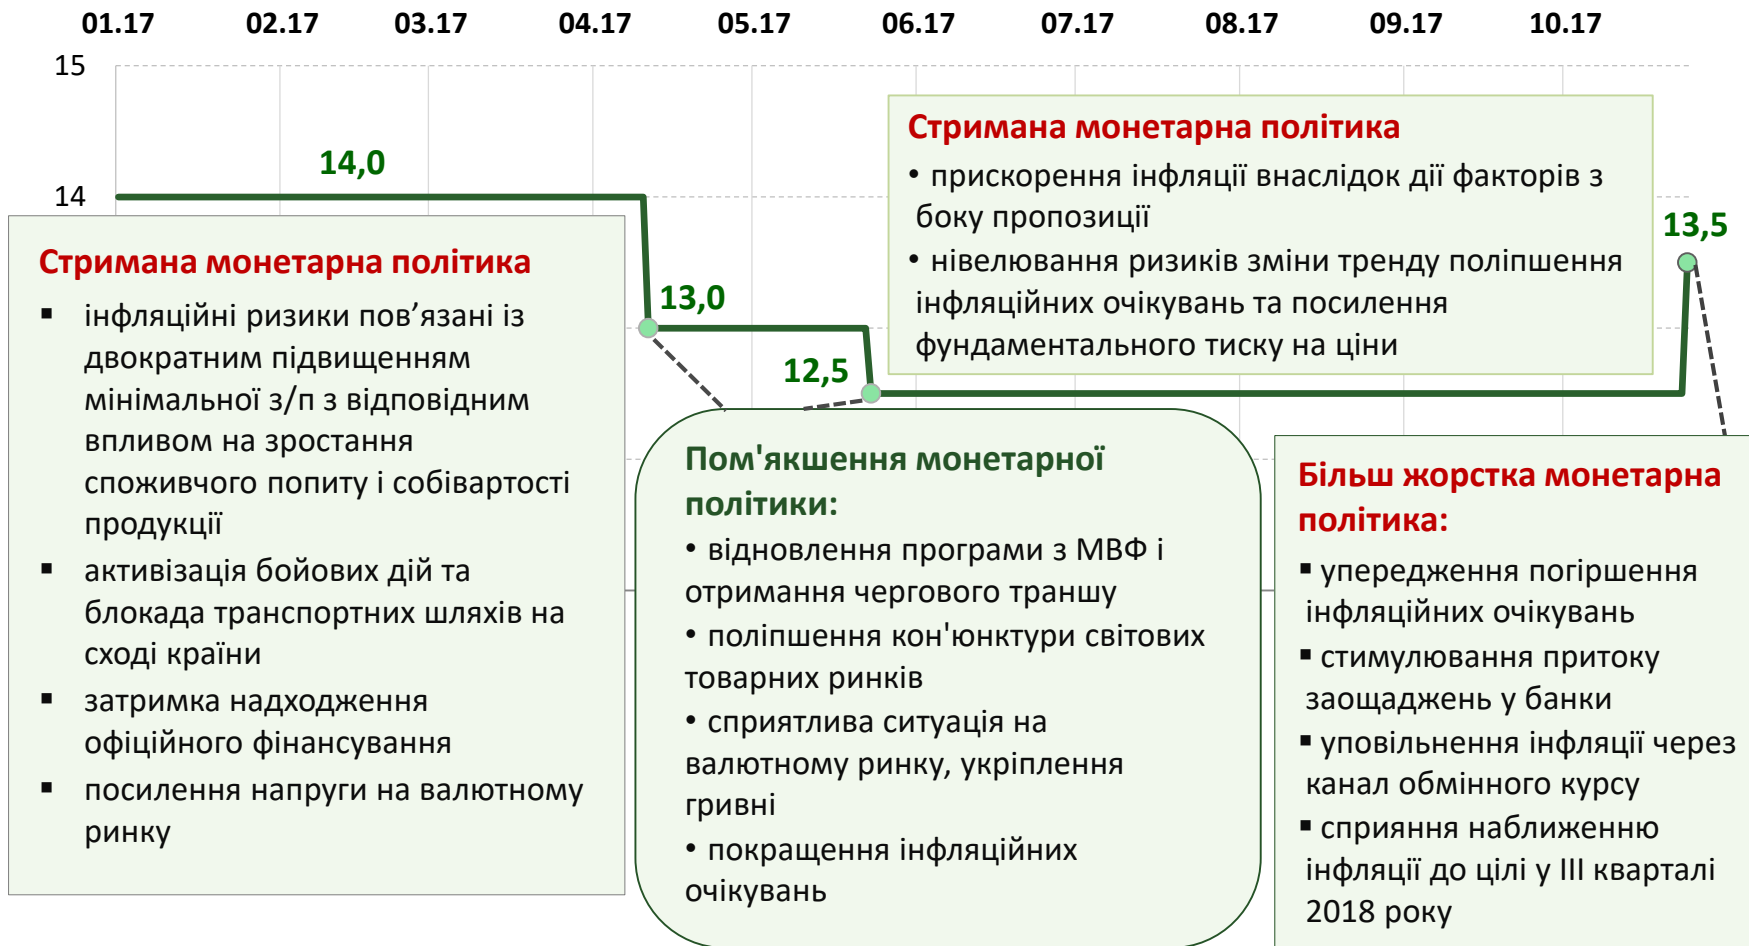 01.17 02.17 03.17 04.17 05.17 06.17 07.17 08.17 09.17 10.17
15
14
14,0
13,0
12,5
13,5
Стримана монетарна політика
▪ інфляційні ризики пов’язані із
двократним підвищенням
мінімальної з/п з відповідним
впливом на зростання
споживчого попиту і собівартості
продукції
▪ активізація бойових дій та
блокада транспортних шляхів на
сході країни
▪ затримка надходження
офіційного фінансування
▪ посилення напруги на валютному
ринку
Пом'якшення монетарної
політики:
• відновлення програми з МВФ і
отримання чергового траншу
• поліпшення кон'юнктури світових
товарних ринків
• сприятлива ситуація на
валютному ринку, укріплення
гривні
• покращення інфляційних
очікувань
Стримана монетарна політика
• прискорення інфляції внаслідок дії факторів з
боку пропозиції
• нівелювання ризиків зміни тренду поліпшення
інфляційних очікувань та посилення
фундаментального тиску на ціни
Більш жорстка монетарна
політика:
▪ упередження погіршення
інфляційних очікувань
▪ стимулювання притоку
заощаджень у банки
▪ уповільнення інфляції через
канал обмінного курсу
▪ сприяння наближенню
інфляції до цілі у III кварталі
2018 року